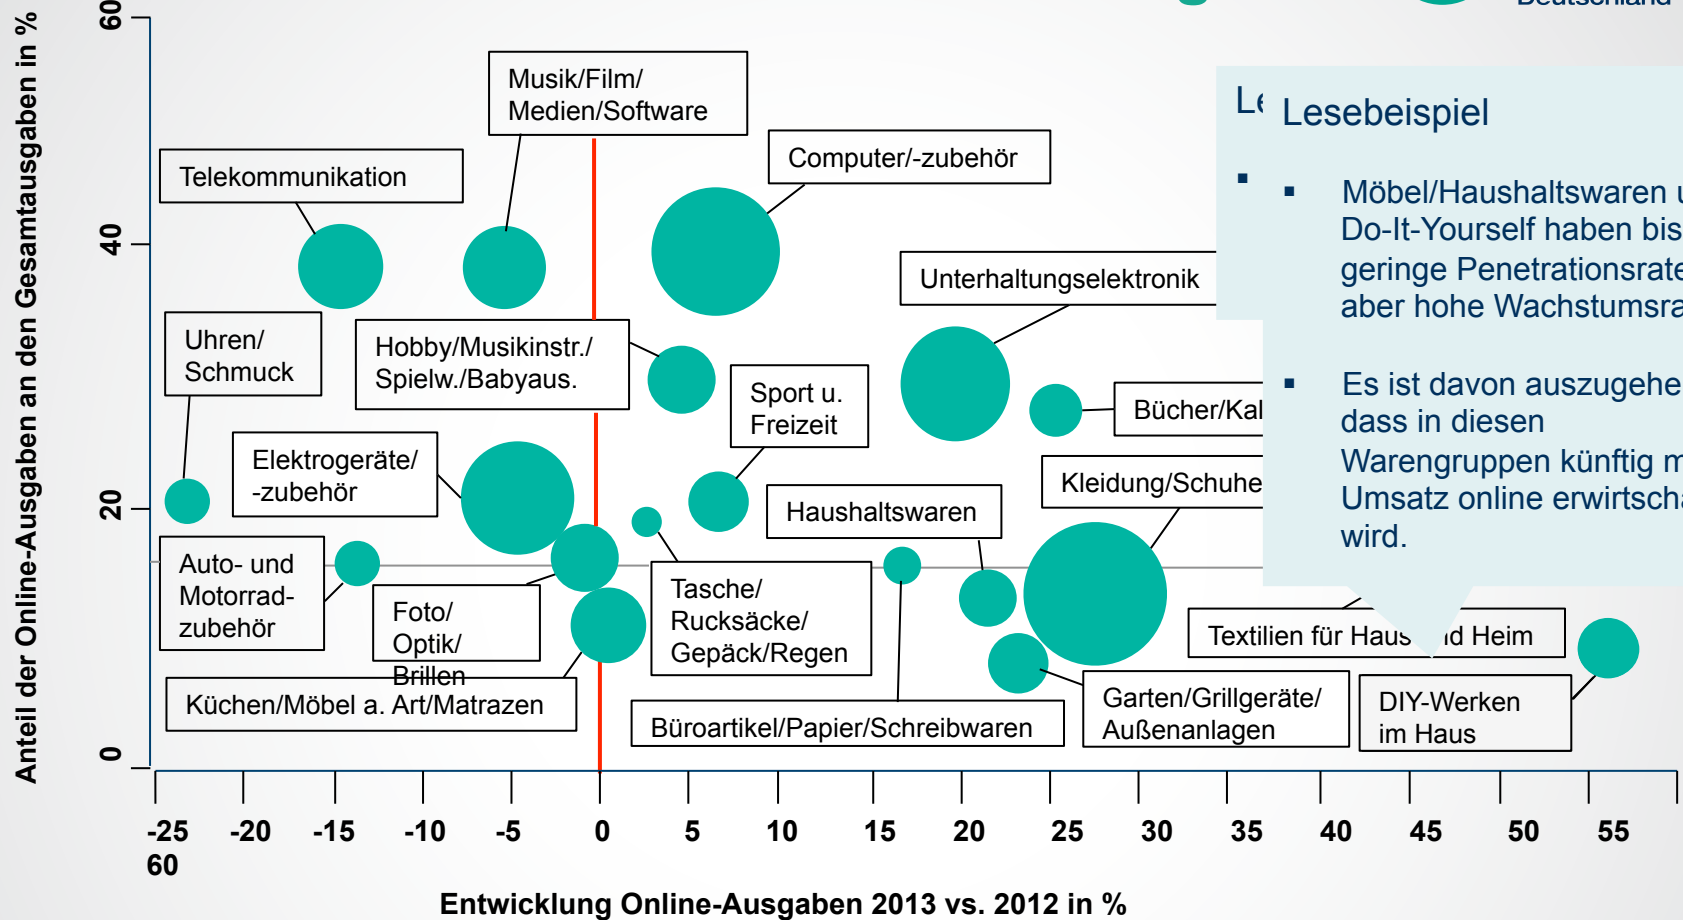 Deutschland
Anteil der Online-Ausgaben an den Gesamtausgaben in %
60
40
20
0
Musik/Film/
Medien/Software
Telekommunikation
Computer/-zubehör
Unterhaltungselektronik
Uhren/
Schmuck
Hobby/Musikinstr./
Spielw./Babyaus.
Sport u.
Freizeit
Bücher/Kal
Elektrogeräte/
-zubehör
Kleidung/Schuhe
Haushaltswaren
Auto- und
Motorrad-
zubehör
Foto/
Optik/
Brillen
Tasche/
Rucksäcke/
Gepäck/Regen
Textilien für Haus und Heim
Küchen/Möbel a. Art/Matrazen
Büroartikel/Papier/Schreibwaren
Garten/Grillgeräte/
Außenanlagen
DIY-Werken
im Haus
Le
Lesebeispiel
▪ Möbel/Haushaltswaren u
Do-It-Yourself haben bis
geringe Penetrationsrate
aber hohe Wachstumsra
▪ Es ist davon auszugehe
dass in diesen
Warengruppen künftig m
Umsatz online erwirtscha
wird.
-25 -20 -15 -10 -5 0 5 10 15 20 25 30 35 40 45 50 55
60
Entwicklung Online-Ausgaben 2013 vs. 2012 in %